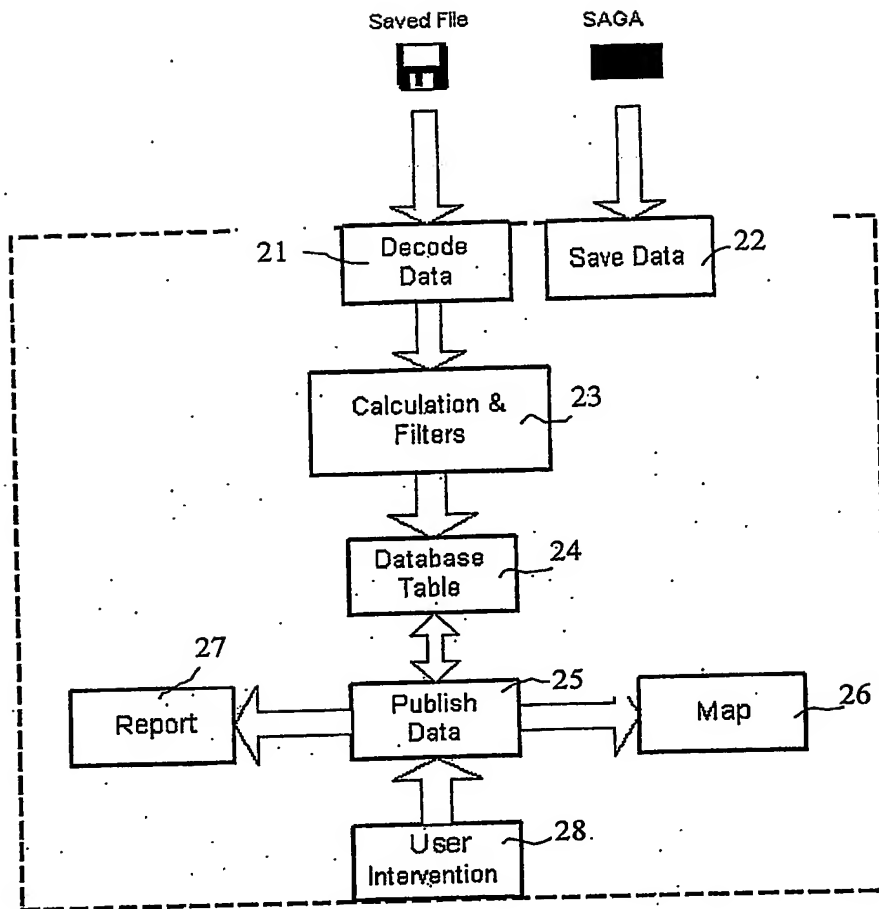 Saved File
SAGA
21
Decode
Data
Save Data
22
Calculation &
Filters
23
Database
Table
24
27
Report
Publish
Data
25
Map
26
User
Intervention
28